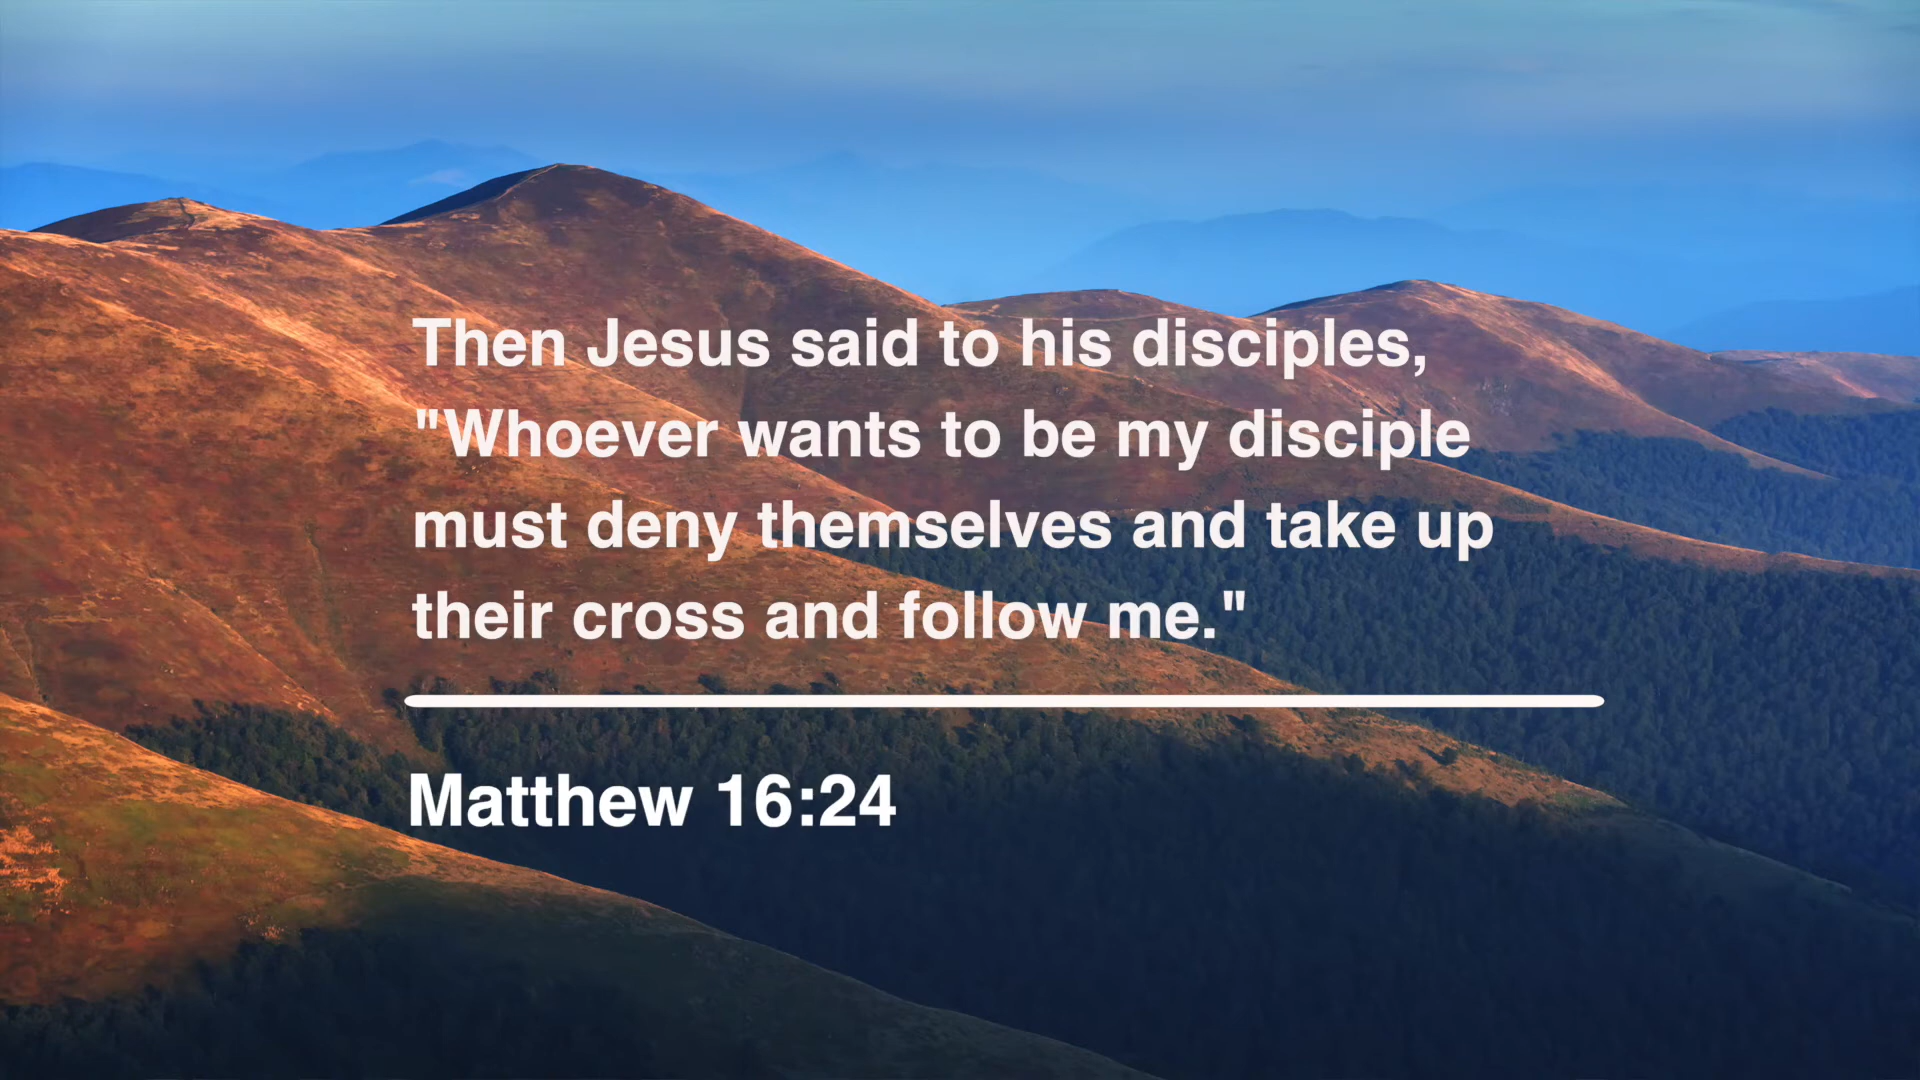 Then Jesus said to his disciples,
"Whoever wants to be my disciple
must deny themselves and take up
their cross and follow me."
Matthew 16:24